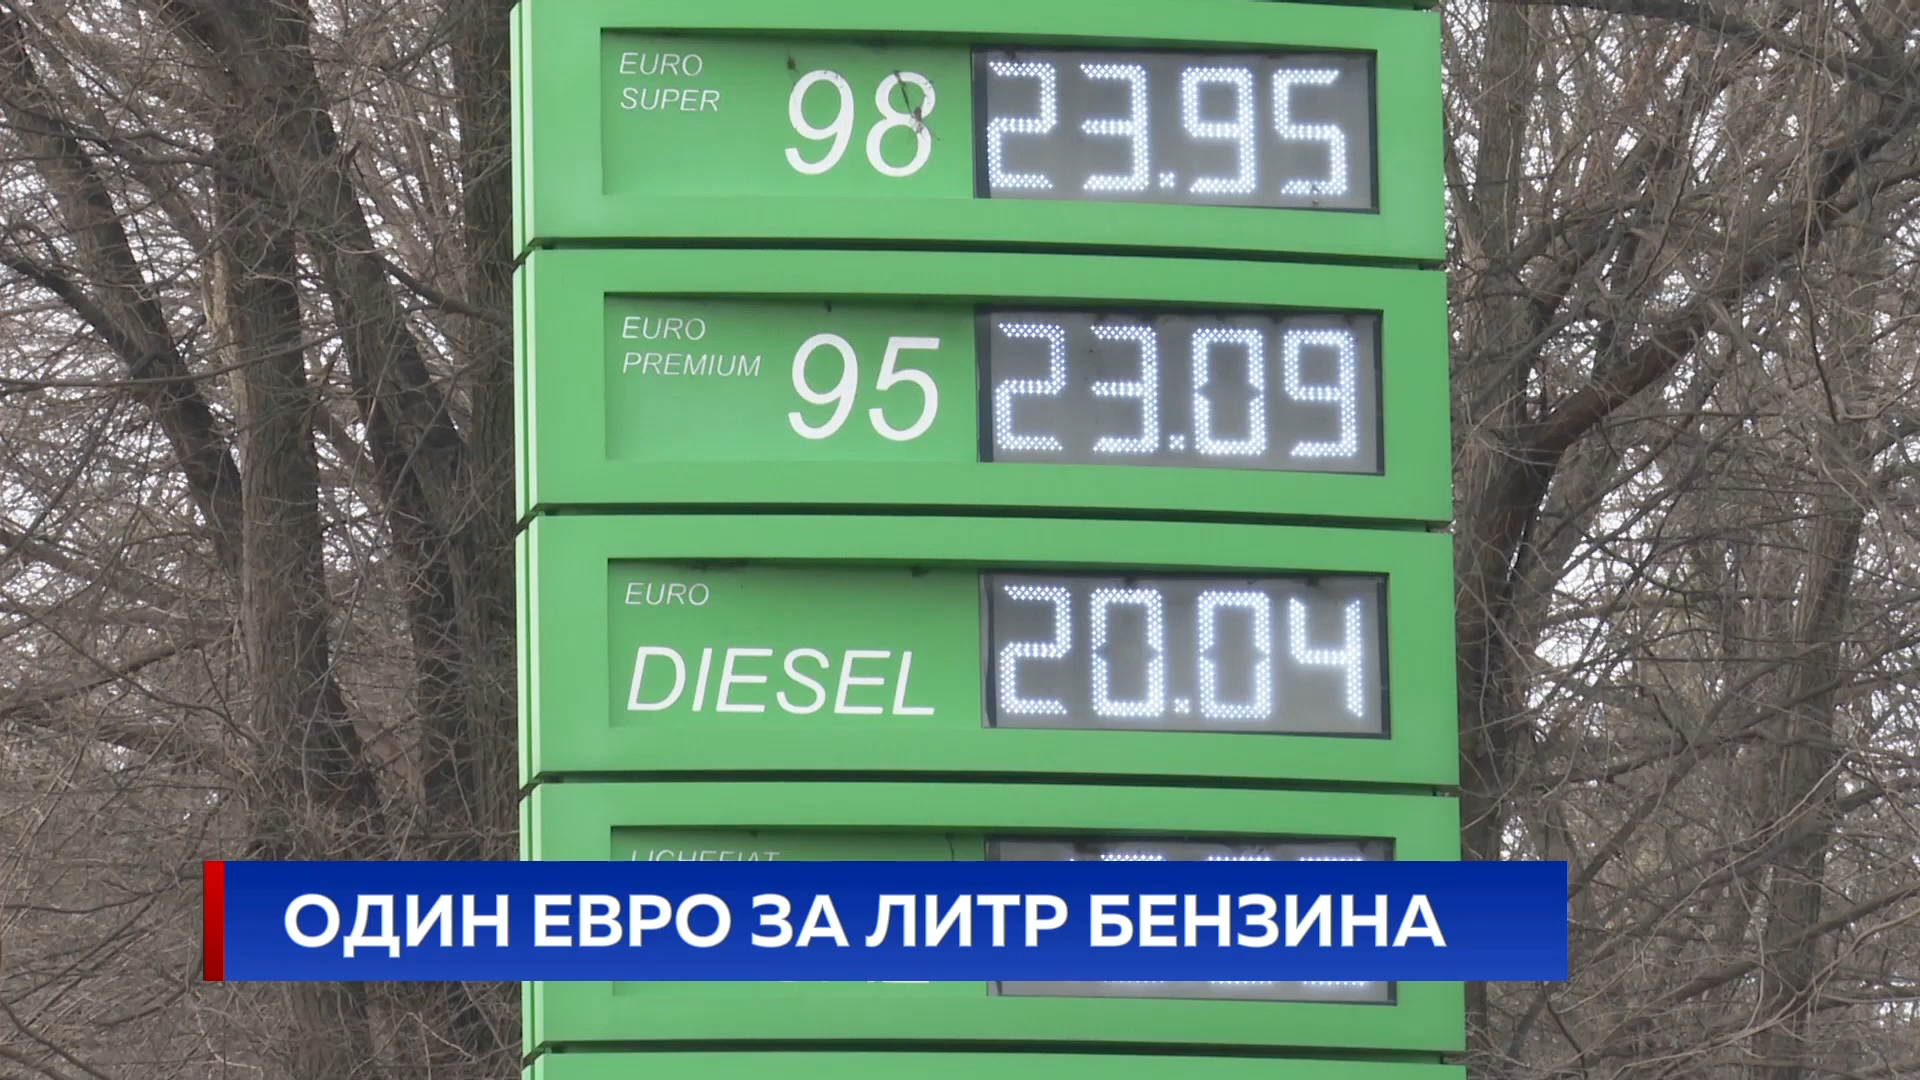 EURO
SUPER
98
23.95
EURO
PREMIUM
95
23.09
EURO
DIESEL
20.04
ОДИН ЕВРО ЗА ЛИТР БЕНЗИНА